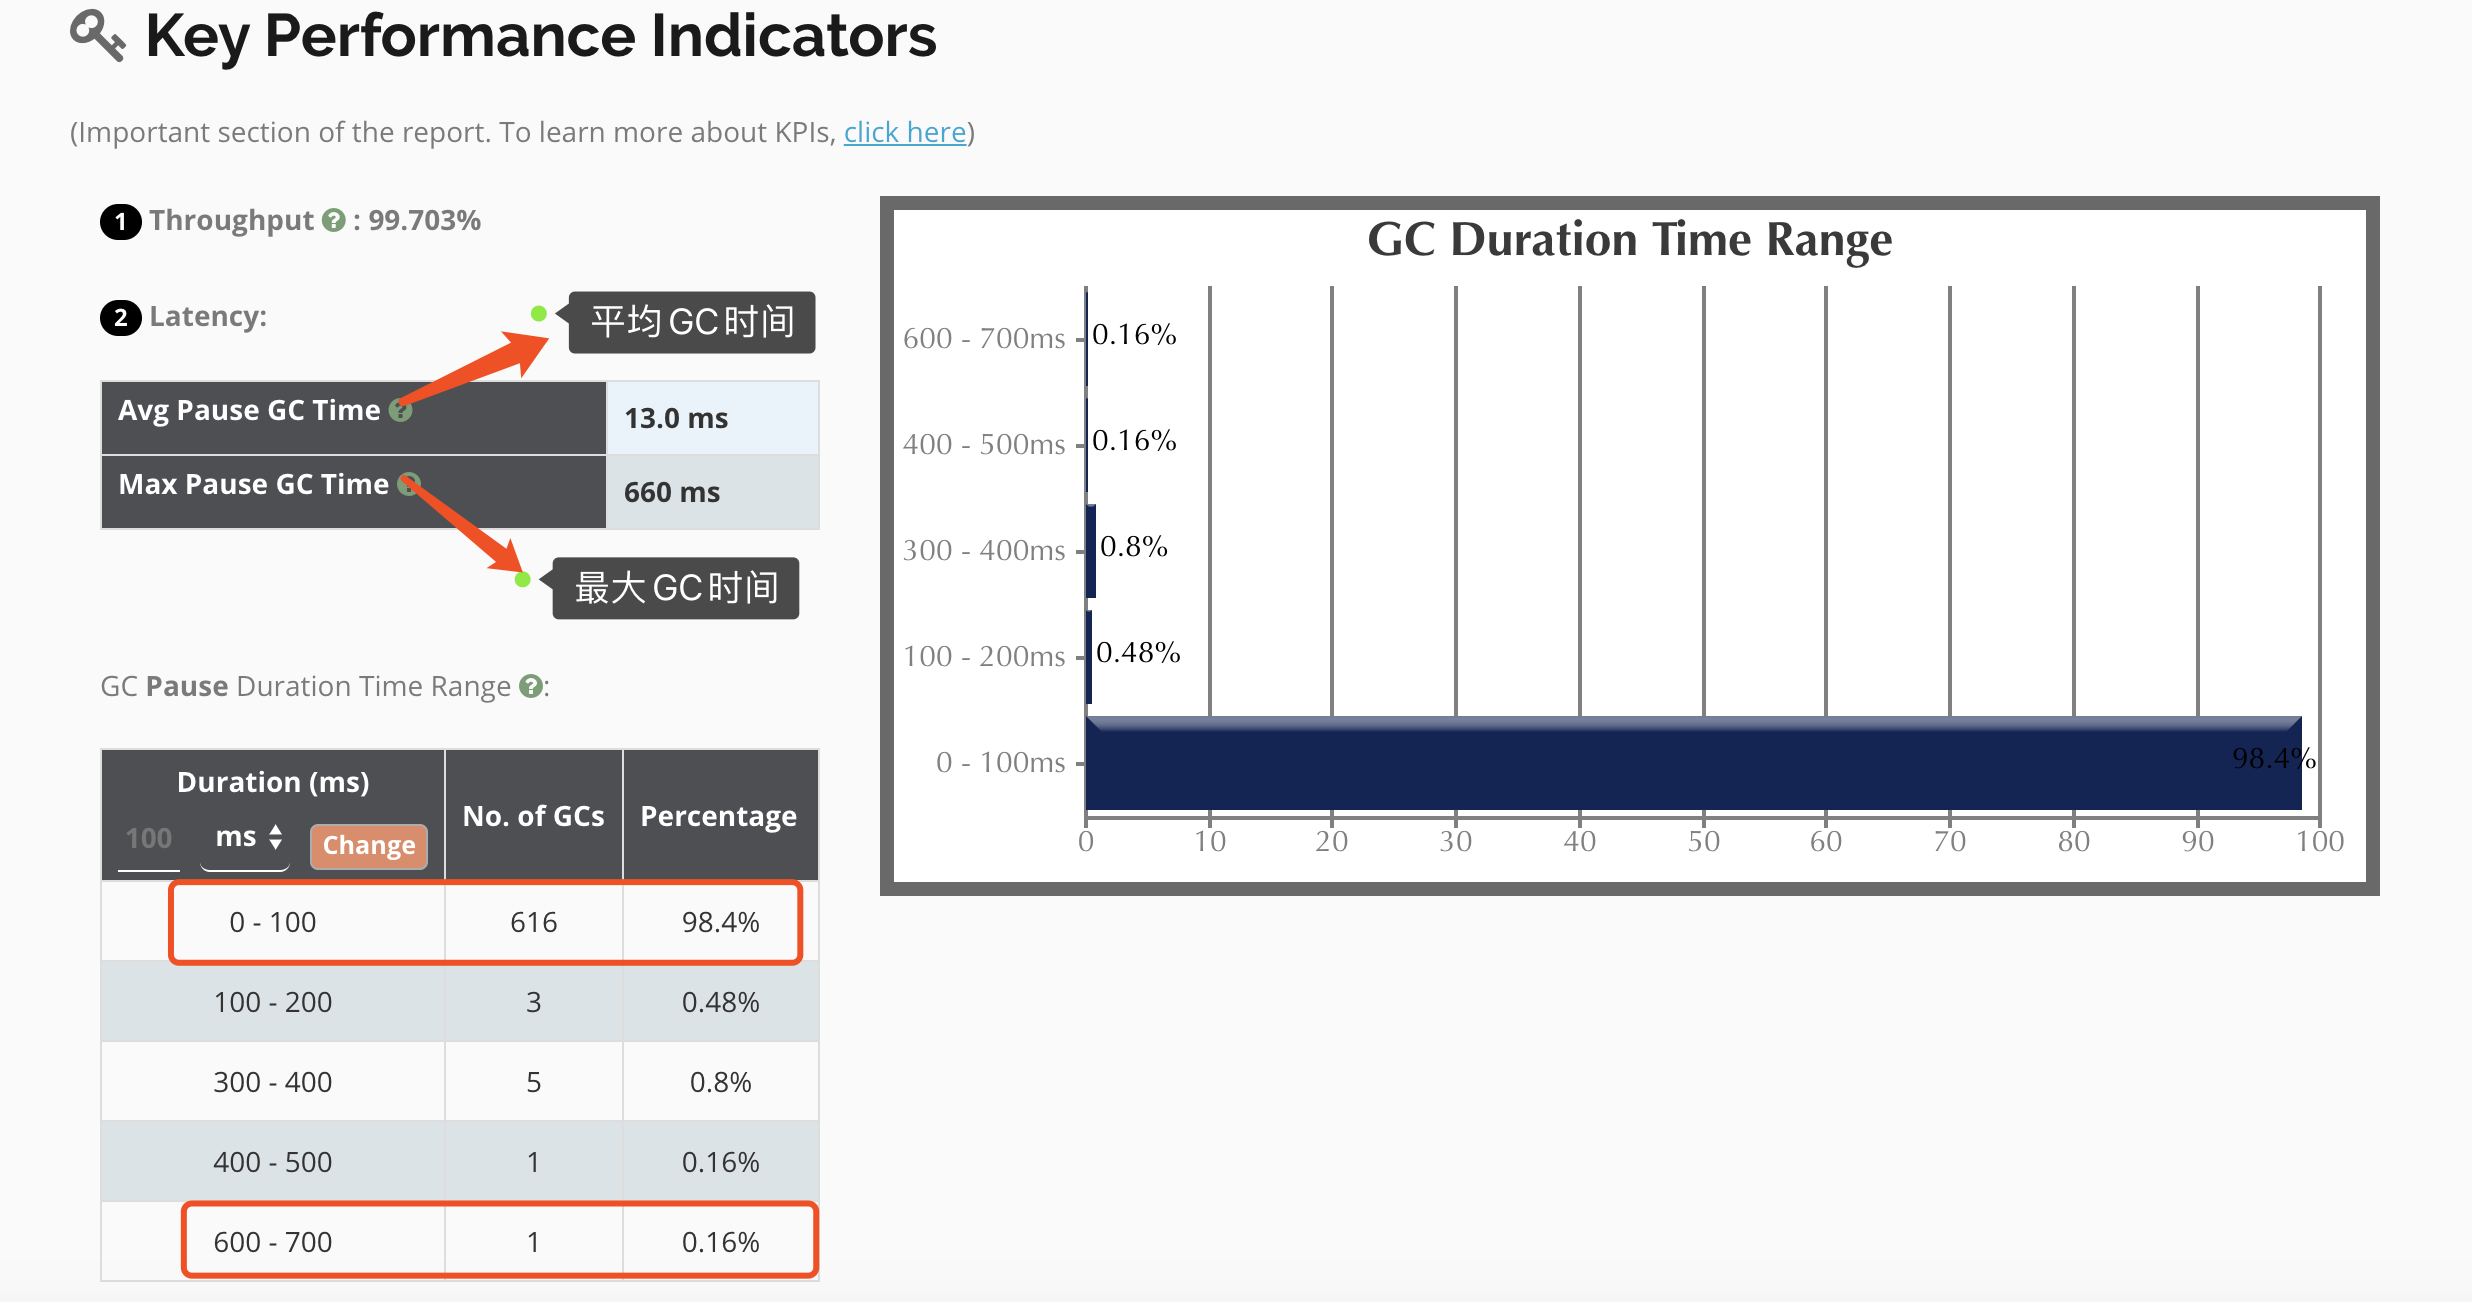 Key Performance Indicators
(Important section of the report. To learn more about KPIs, click here)
1 Throughput ? : 99.703%
2 Latency:
平均GC时间
Avg Pause GC Time ? 13.0 ms
Max Pause GC Time ? 660 ms
最大GC时间
GC Pause Duration Time Range ?:
Duration (ms) No. of GCs Percentage
100 ms Change
0 - 100 616 98.4%
100 - 200 3 0.48%
300 - 400 5 0.8%
400 - 500 1 0.16%
600 - 700 1 0.16%
GC Duration Time Range
600 - 700ms 0.16%
400 - 500ms 0.16%
300 - 400ms 0.8%
100 - 200ms 0.48%
0 - 100ms 98.4%
0 10 20 30 40 50 60 70 80 90 100